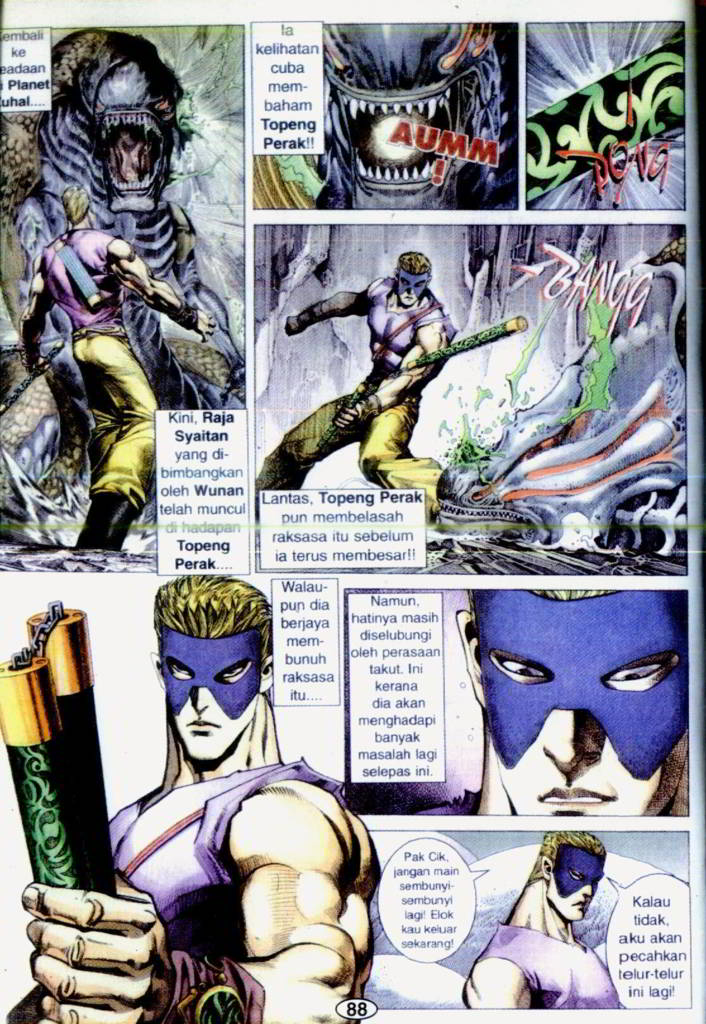 ke
Planet
Ia
kelihatan
cuba
mem-
baham
Topeng
Perak!!
AUMM
!
Kini, Raja
Syaitan
yang di-
bimbangkan
oleh Wunan
telah muncul
di hadapan
Topeng
Perak....
BANGG
Lantas, Topeng Perak
pun membelasah
raksasa itu sebelum
ia terus membesar!!
Walau-
pun dia
berjaya
mem-
bunuh
raksasa
itu....
Namun,
hatinya masih
diselubungi
oleh perasaan
takut. Ini
kerana
dia akan
menghadapi
banyak
masalah lagi
selepas ini.
Pak Cik,
jangan main
sembunyi-
sembunyi
lagi! Elok
kau keluar
sekarang!
Kalau
tidak,
aku akan
pecahkan
telur-telur
ini lagi!
88